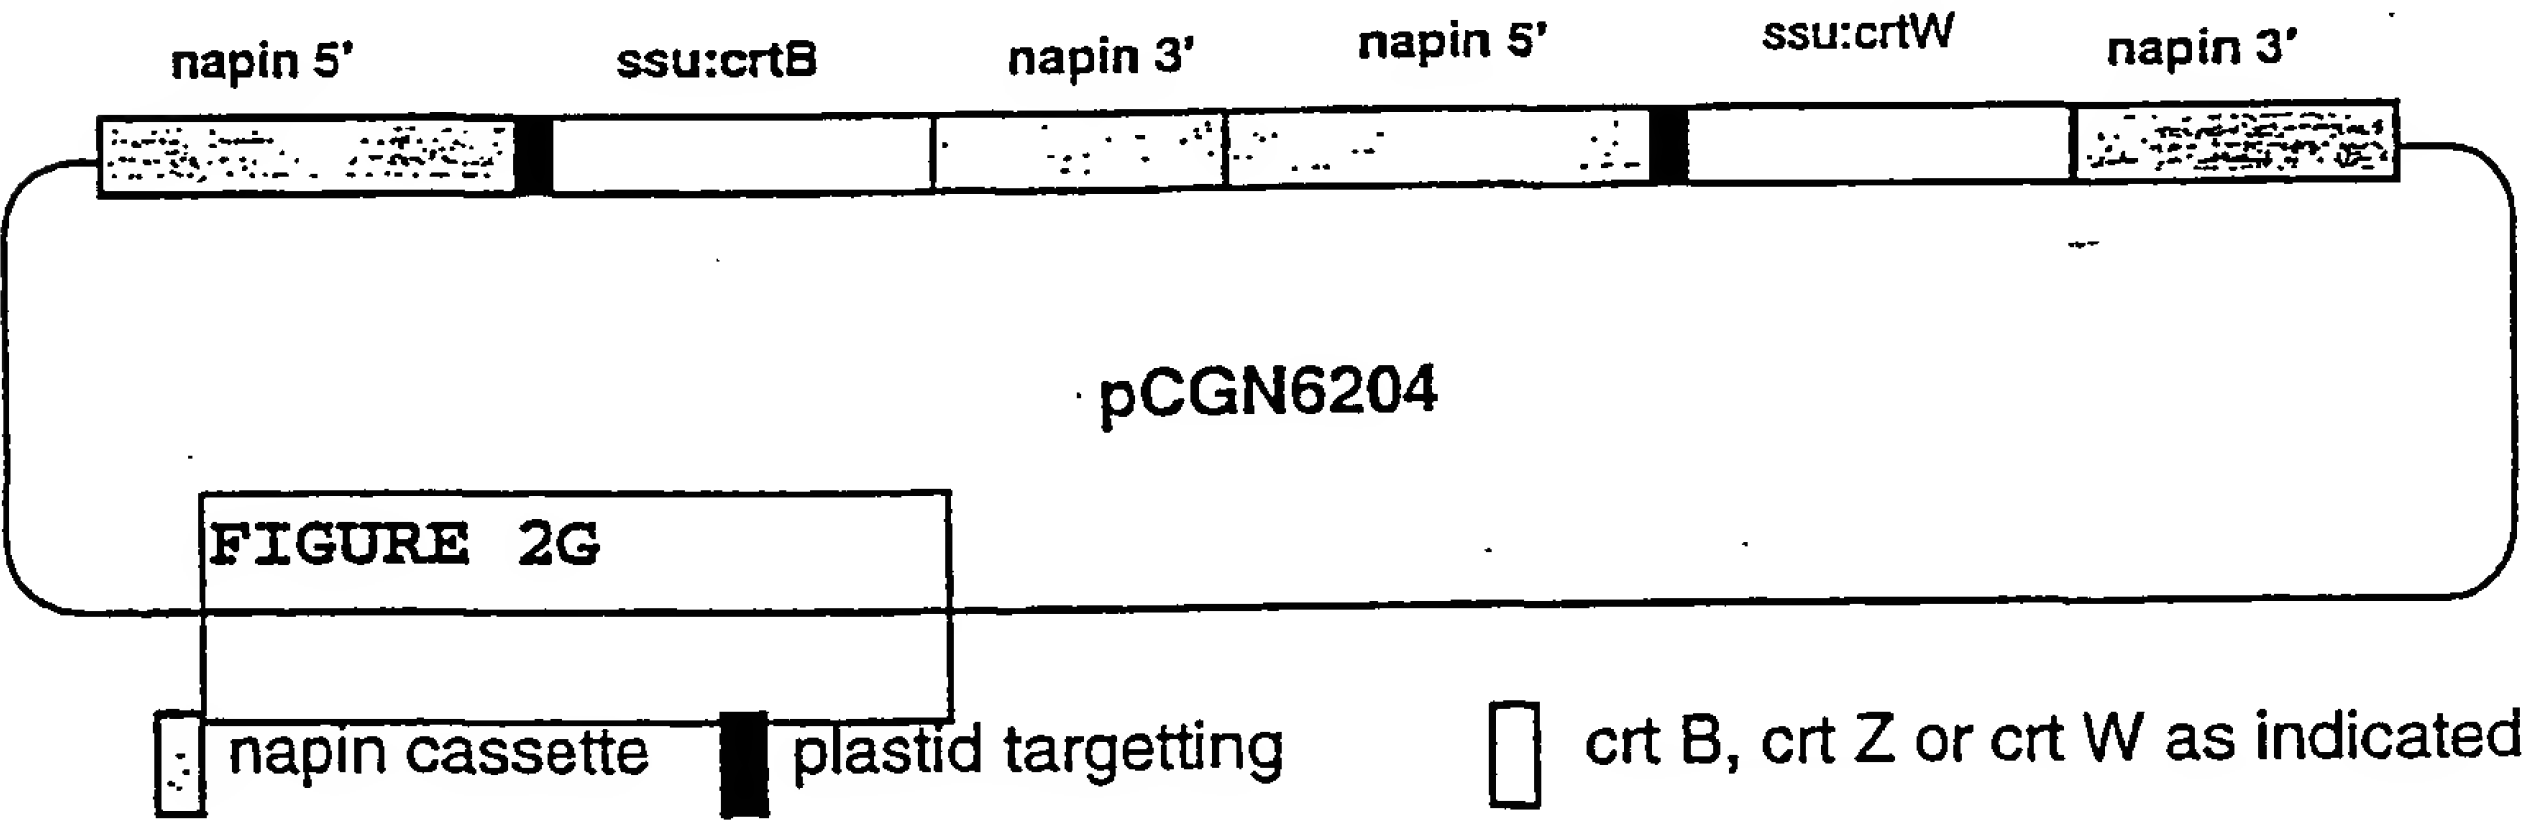 napin 5' ssu:crtB napin 3' napin 5' ssu:crtW napin 3'
pCGN6204
FIGURE 2G
napin cassette plastid targetting crt B, crt Z or crt W as indicated